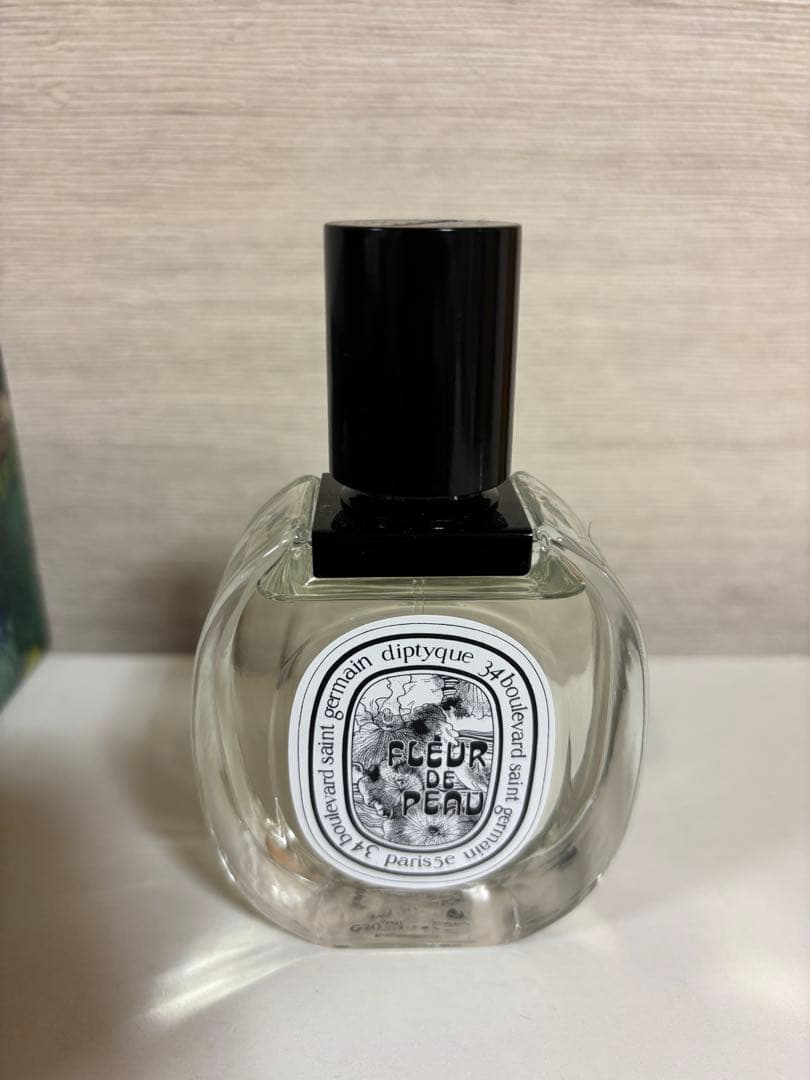 34 boulevard saint germain diptyque 34 boulevard saint germain paris 5e
FLEUR
DE
PEAU